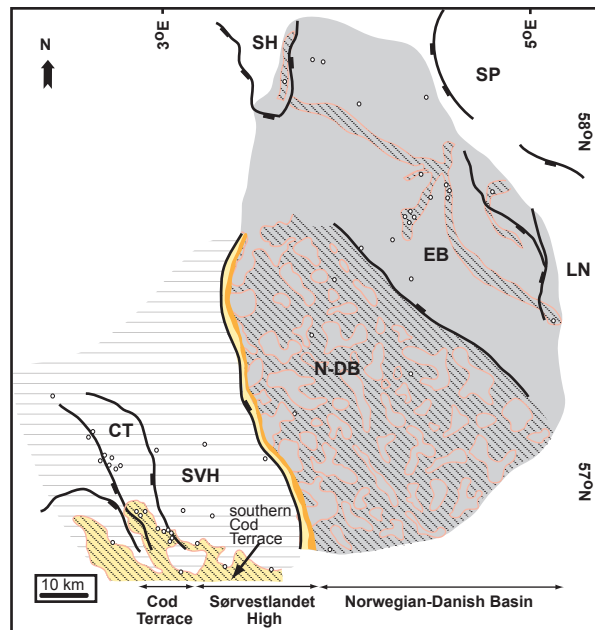 3°E
5°E
N
SH
SP
58°N
EB
LN
N-DB
CT
57°N
SVH
southern
Cod
Terrace
10 km
Cod
Terrace
Sørvestlandet
High
Norwegian-Danish Basin